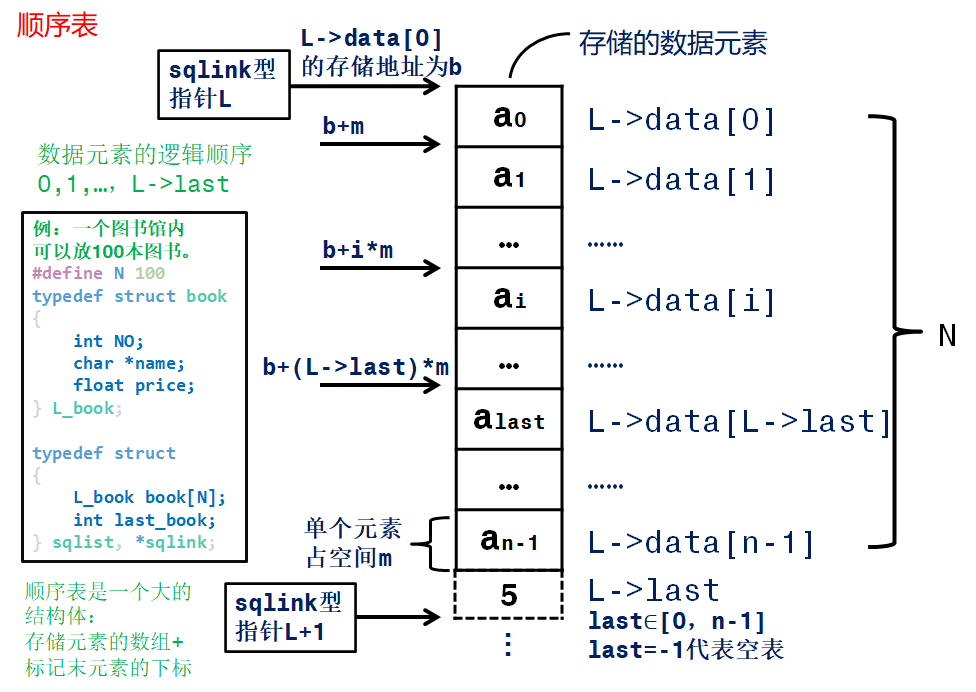 顺序表
L->data[0]
的存储地址为b
存储的数据元素
sqlink型
指针L
a0
L->data[0]
b+m
数据元素的逻辑顺序
0,1,…, L->last
a1
L->data[1]
例：一个图书馆内
可以放100本图书。
#define N 100
typedef struct book
{
int NO;
char *name;
float price;
} L_book;
typedef struct
{
L_book book[N];
int last_book;
} sqlist, *sqlink;
…
……
b+i*m
ai
L->data[i]
N
…
……
b+(L->last)*m
alast
L->data[L->last]
…
……
单个元素
占空间m
an-1
L->data[n-1]
顺序表是一个大的
结构体：
存储元素的数组+
标记末元素的下标
sqlink型
指针L+1
5
L->last
last∈[0, n-1]
last=-1代表空表
⋮